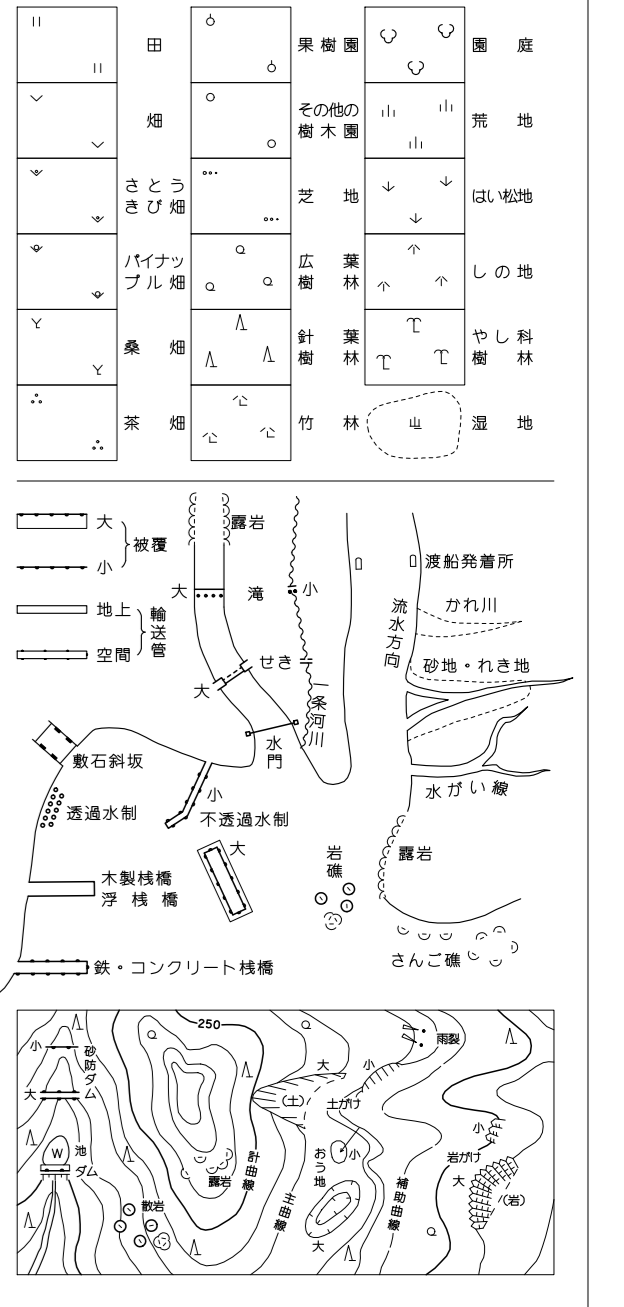 田
果樹園
園庭
畑
その他の
樹木園
荒地
さとう
きび畑
芝地
はい松地
パイナッ
プル畑
広葉
樹林
しの地
桑畑
針葉
樹林
やし科
樹林
茶畑
竹林
湿地
大
小
被覆
地上
空間
輸送管
露岩
大
滝
小
せき
大
一条河川
水門
渡船発着所
流水方向
かれ川
砂地・れき地
水がい線
敷石斜坂
透過水制
小
不透過水制
大
木製桟橋
浮桟橋
鉄・コンクリート桟橋
岩礁
露岩
さんご礁
250
小
砂防ダム
大
W
池
ダム
散岩
露岩
計曲線
主曲線
大
小
(土)
土がけ
雨裂
おう地
小
大
補助曲線
小
岩がけ
大
(岩)